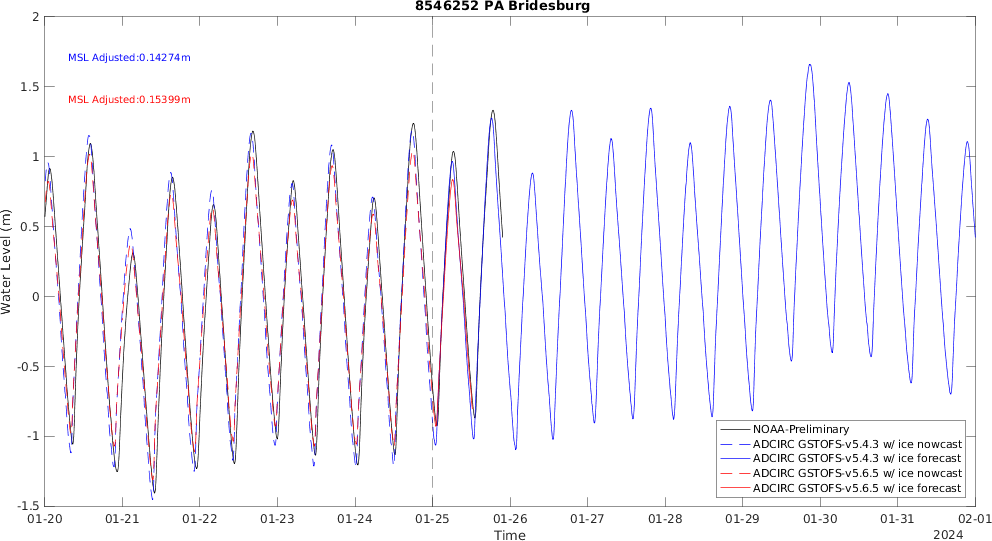 8546252 PA Bridesburg
MSL Adjusted:0.14274m
MSL Adjusted:0.15399m
Water Level (m)
2
1.5
1
0.5
0
-0.5
-1
-1.5
01-20 01-21 01-22 01-23 01-24 01-25 01-26 01-27 01-28 01-29 01-30 01-31 02-01
Time
2024
NOAA-Preliminary
ADCIRC GSTOFS-v5.4.3 w/ ice nowcast
ADCIRC GSTOFS-v5.4.3 w/ ice forecast
ADCIRC GSTOFS-v5.6.5 w/ ice nowcast
ADCIRC GSTOFS-v5.6.5 w/ ice forecast